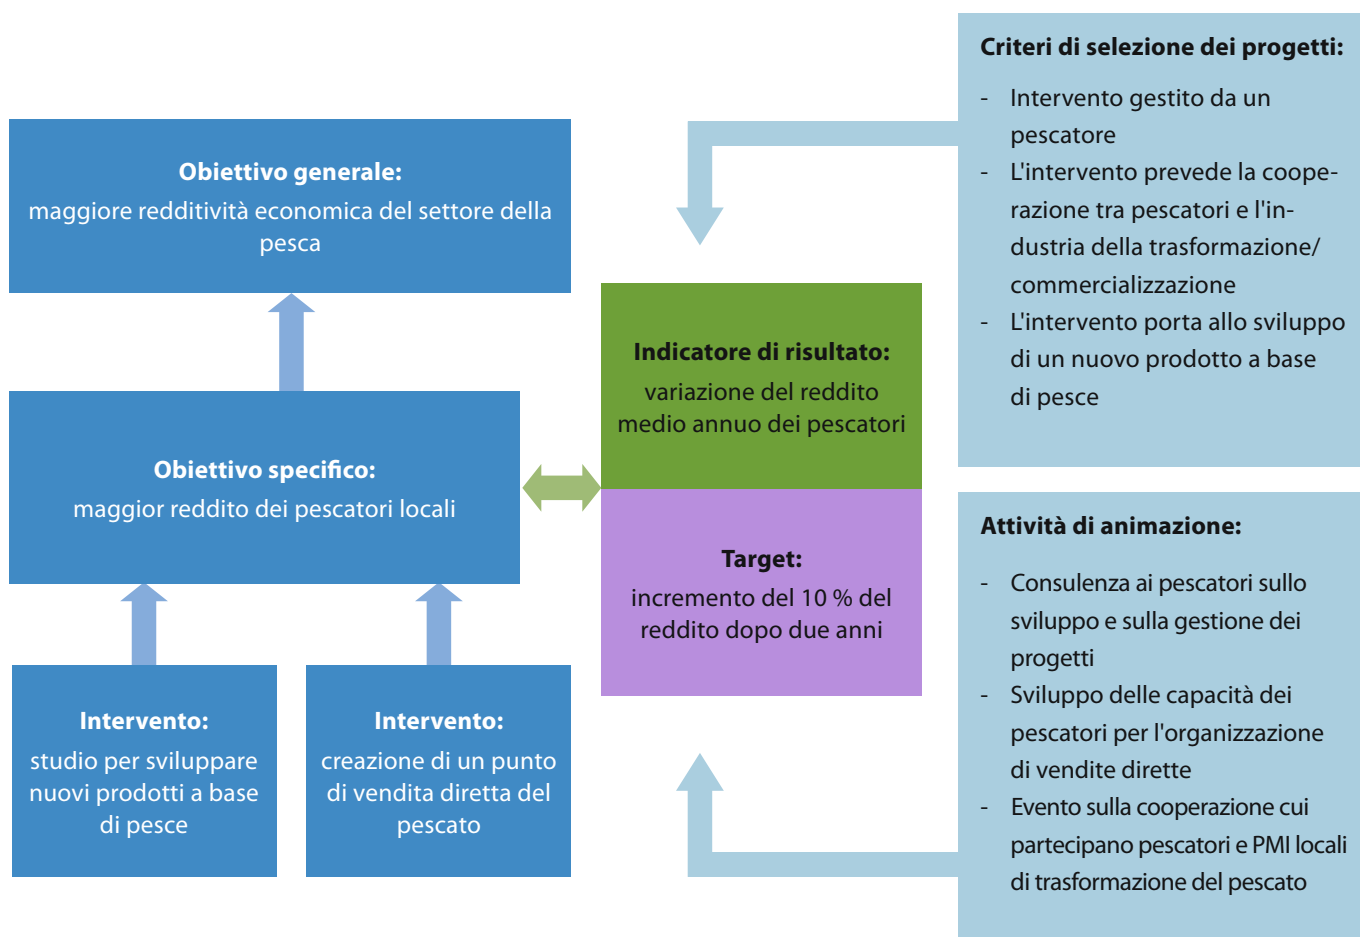 Obiettivo generale:
maggiore redditività economica del settore della
pesca
Obiettivo specifico:
maggior reddito dei pescatori locali
Intervento:
studio per sviluppare
nuovi prodotti a base
di pesce
Intervento:
creazione di un punto
di vendita diretta del
pescato
Indicatore di risultato:
variazione del reddito
medio annuo dei pescatori
Target:
incremento del 10 % del
reddito dopo due anni
Criteri di selezione dei progetti:
- Intervento gestito da un
pescatore
- L'intervento prevede la coope-
razione tra pescatori e l'in-
dustria della trasformazione/
commercializzazione
- L'intervento porta allo sviluppo
di un nuovo prodotto a base
di pesce
Attività di animazione:
- Consulenza ai pescatori sullo
sviluppo e sulla gestione dei
progetti
- Sviluppo delle capacità dei
pescatori per l'organizzazione
di vendite dirette
- Evento sulla cooperazione cui
partecipano pescatori e PMI locali
di trasformazione del pescato